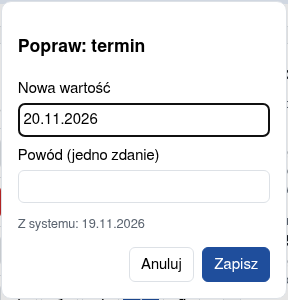 Popraw: termin
Nowa wartość
20.11.2026
Powód (jedno zdanie)
Z systemu: 19.11.2026
Anuluj
Zapisz